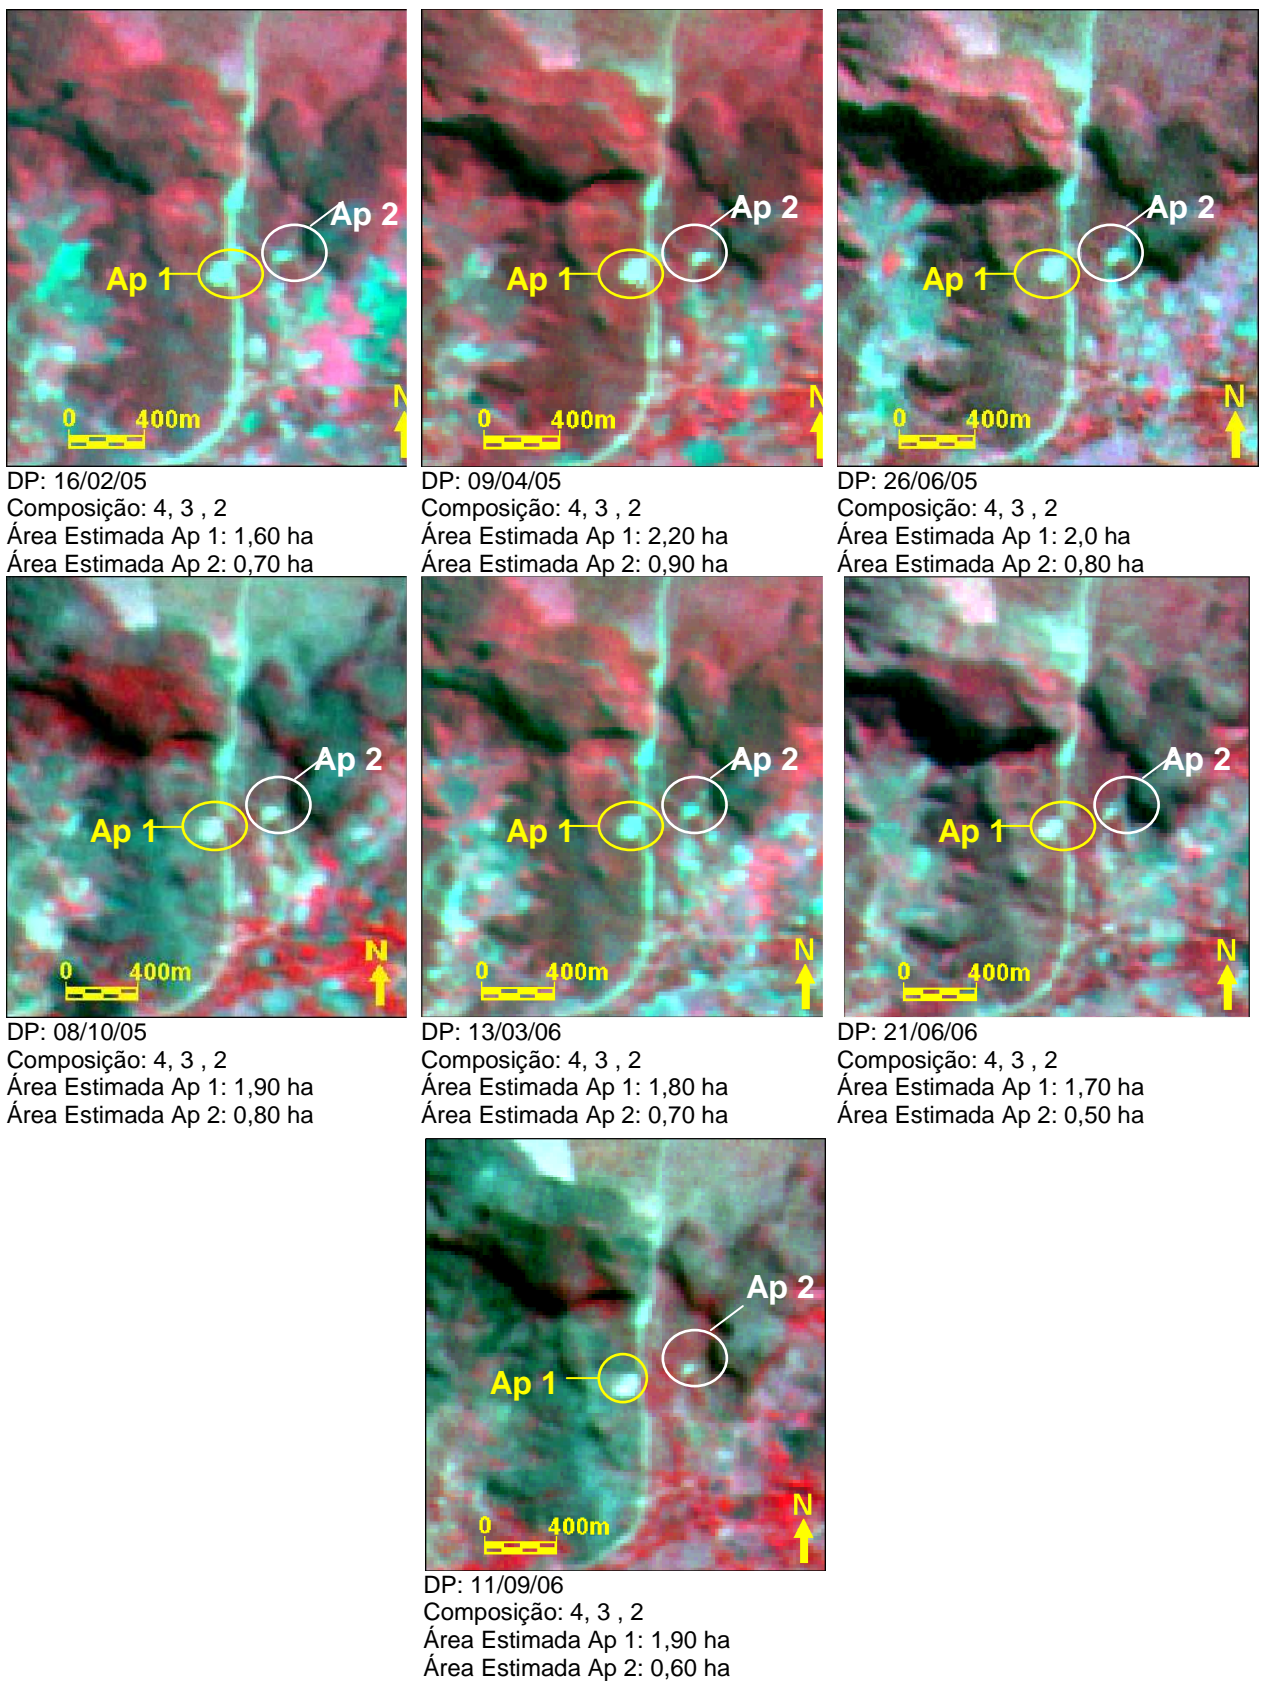 Ap 2
Ap 1
0 400m
N
DP: 16/02/05
Composição: 4, 3 , 2
Área Estimada Ap 1: 1,60 ha
Área Estimada Ap 2: 0,70 ha
Ap 2
Ap 1
0 400m
N
DP: 09/04/05
Composição: 4, 3 , 2
Área Estimada Ap 1: 2,20 ha
Área Estimada Ap 2: 0,90 ha
Ap 2
Ap 1
0 400m
N
DP: 26/06/05
Composição: 4, 3 , 2
Área Estimada Ap 1: 2,0 ha
Área Estimada Ap 2: 0,80 ha
Ap 2
Ap 1
N
0 400m
DP: 08/10/05
Composição: 4, 3 , 2
Área Estimada Ap 1: 1,90 ha
Área Estimada Ap 2: 0,80 ha
Ap 2
Ap 1
N
0 400m
DP: 13/03/06
Composição: 4, 3 , 2
Área Estimada Ap 1: 1,80 ha
Área Estimada Ap 2: 0,70 ha
Ap 2
Ap 1
N
0 400m
DP: 21/06/06
Composição: 4, 3 , 2
Área Estimada Ap 1: 1,70 ha
Área Estimada Ap 2: 0,50 ha
Ap 2
Ap 1
N
0 400m
DP: 11/09/06
Composição: 4, 3 , 2
Área Estimada Ap 1: 1,90 ha
Área Estimada Ap 2: 0,60 ha